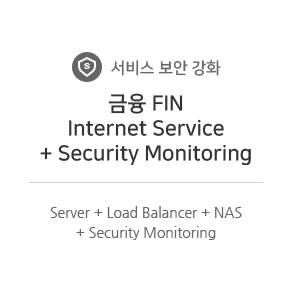 S 서비스 보안 강화
금융 FIN
Internet Service
+ Security Monitoring
Server + Load Balancer + NAS
+ Security Monitoring